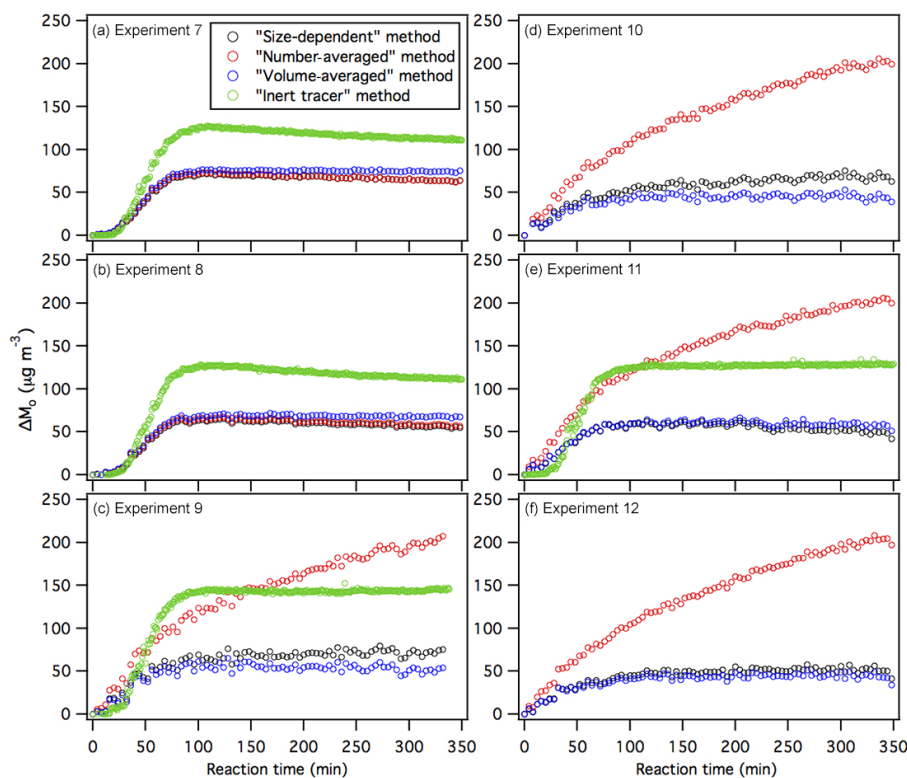 (a) Experiment 7
"Size-dependent" method
"Number-averaged" method
"Volume-averaged" method
"Inert tracer" method
250
200
150
100
50
0
(d) Experiment 10
250
200
150
100
50
0
(b) Experiment 8
250
200
150
100
50
0
ΔMₒ (μg m⁻³)
(e) Experiment 11
250
200
150
100
50
0
(c) Experiment 9
250
200
150
100
50
0
0 50 100 150 200 250 300 350
Reaction time (min)
(f) Experiment 12
250
200
150
100
50
0
0 50 100 150 200 250 300 350
Reaction time (min)